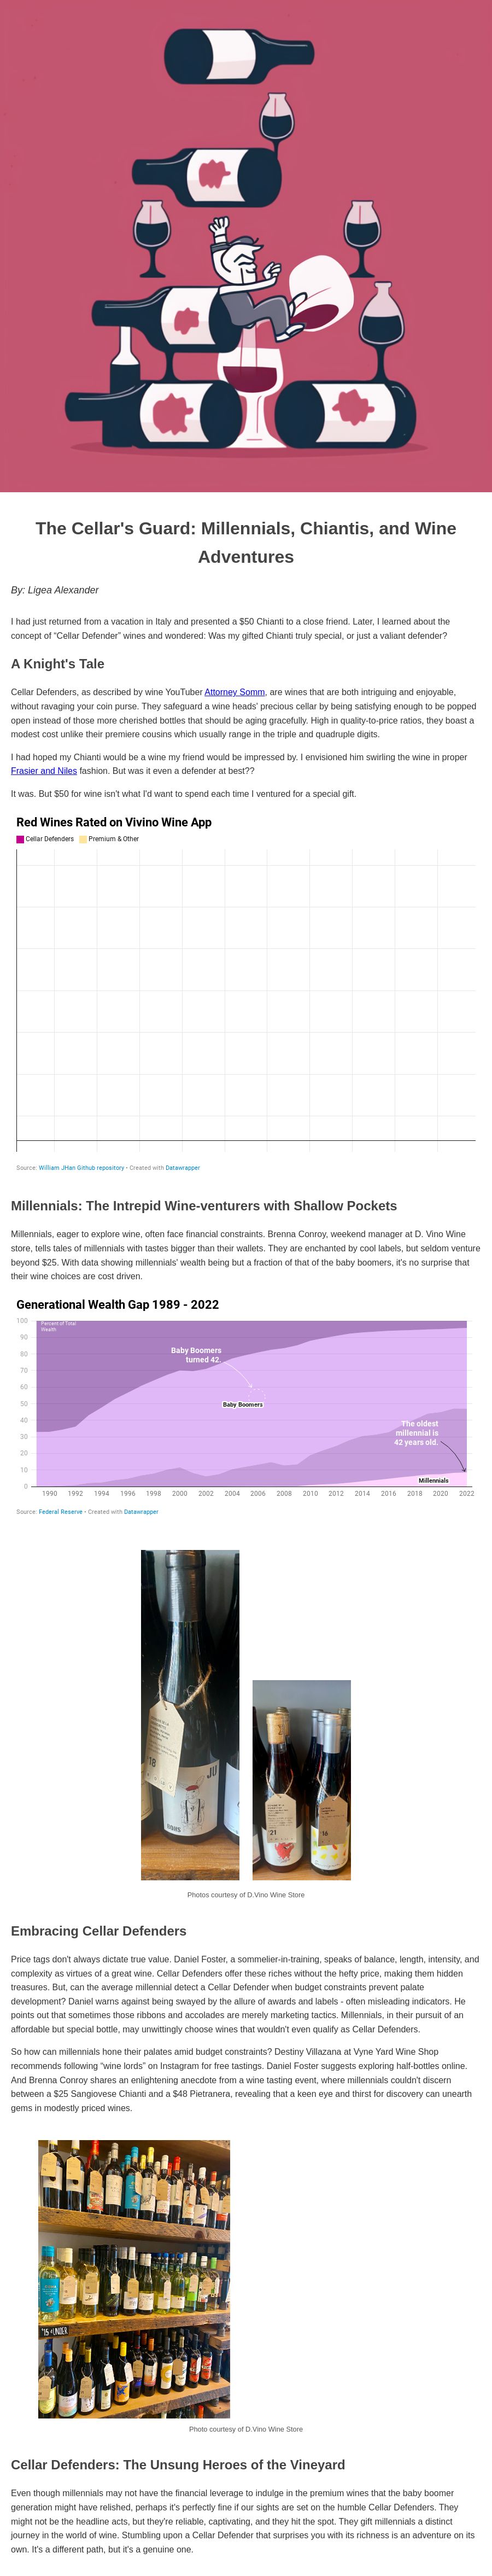 The Cellar's Guard: Millennials, Chiantis, and Wine
Adventures
By: Ligea Alexander
I had just returned from a vacation in Italy and presented a $50 Chianti to a close friend. Later, I learned about the
concept of “Cellar Defender” wines and wondered: Was my gifted Chianti truly special, or just a valiant defender?
A Knight's Tale
Cellar Defenders, as described by wine YouTuber Attorney Somm, are wines that are both intriguing and enjoyable,
without ravaging your coin purse. They safeguard a wine heads' precious cellar by being satisfying enough to be popped
open instead of those more cherished bottles that should be aging gracefully. High in quality-to-price ratios, they boast a
modest cost unlike their premiere cousins which usually range in the triple and quadruple digits.
I had hoped my Chianti would be a wine my friend would be impressed by. I envisioned him swirling the wine in proper
Frasier and Niles fashion. But was it even a defender at best??
It was. But $50 for wine isn't what I'd want to spend each time I ventured for a special gift.
Red Wines Rated on Vivino Wine App
Cellar Defenders Premium & Other
Source: William.JHan Github repository • Created with Datawrapper
Millennials: The Intrepid Wine-venturers with Shallow Pockets
Millennials, eager to explore wine, often face financial constraints. Brenna Conroy, weekend manager at D. Vino Wine
store, tells tales of millennials with tastes bigger than their wallets. They are enchanted by cool labels, but seldom venture
beyond $25. With data showing millennials' wealth being but a fraction of that of the baby boomers, it's no surprise that
their wine choices are cost driven.
Generational Wealth Gap 1989 - 2022
100
Percent of Total
Wealth
90
80
70
60
50
40
30
20
10
0
Baby Boomers
turned 42.
Baby Boomers
The oldest
millennial is
42 years old.
Millennials
1990 1992 1994 1996 1998 2000 2002 2004 2006 2008 2010 2012 2014 2016 2018 2020 2022
Source: Federal Reserve • Created with Datawrapper
18
JU
21
16
Photos courtesy of D.Vino Wine Store
Embracing Cellar Defenders
Price tags don't always dictate true value. Daniel Foster, a sommelier-in-training, speaks of balance, length, intensity, and
complexity as virtues of a great wine. Cellar Defenders offer these riches without the hefty price, making them hidden
treasures. But, can the average millennial detect a Cellar Defender when budget constraints prevent palate
development? Daniel warns against being swayed by the allure of awards and labels - often misleading indicators. He
points out that sometimes those ribbons and accolades are merely marketing tactics. Millennials, in their pursuit of an
affordable but special bottle, may unwittingly choose wines that wouldn't even qualify as Cellar Defenders.
So how can millennials hone their palates amid budget constraints? Destiny Villazana at Vyne Yard Wine Shop
recommends following “wine lords” on Instagram for free tastings. Daniel Foster suggests exploring half-bottles online.
And Brenna Conroy shares an enlightening anecdote from a wine tasting event, where millennials couldn't discern
between a $25 Sangiovese Chianti and a $48 Pietranera, revealing that a keen eye and thirst for discovery can unearth
gems in modestly priced wines.
$15 & UNDER
Photo courtesy of D.Vino Wine Store
Cellar Defenders: The Unsung Heroes of the Vineyard
Even though millennials may not have the financial leverage to indulge in the premium wines that the baby boomer
generation might have relished, perhaps it's perfectly fine if our sights are set on the humble Cellar Defenders. They
might not be the headline acts, but they're reliable, captivating, and they hit the spot. They gift millennials a distinct
journey in the world of wine. Stumbling upon a Cellar Defender that surprises you with its richness is an adventure on its
own. It's a different path, but it's a genuine one.